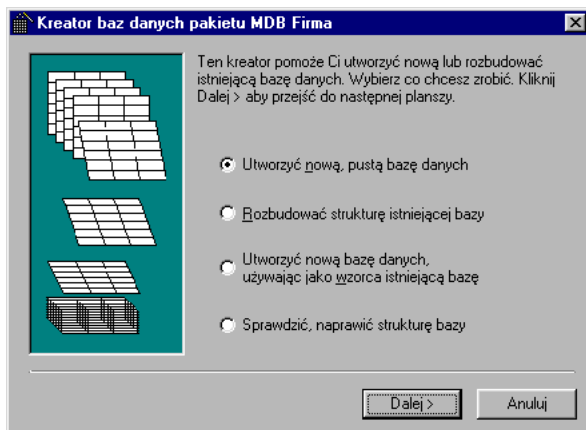 Kreator baz danych pakietu MDB Firma
Ten kreator pomoże Ci utworzyć nową lub rozbudować
istniejącą bazę danych. Wybierz co chcesz zrobić. Kliknij
Dalej > aby przejść do następnej planszy.
Utworzyć nową, pustą bazę danych
Rozbudować strukturę istniejącej bazy
Utworzyć nową bazę danych,
używając jako wzorca istniejącą bazę
Sprawdzić, naprawić strukturę bazy
Dalej >
Anuluj